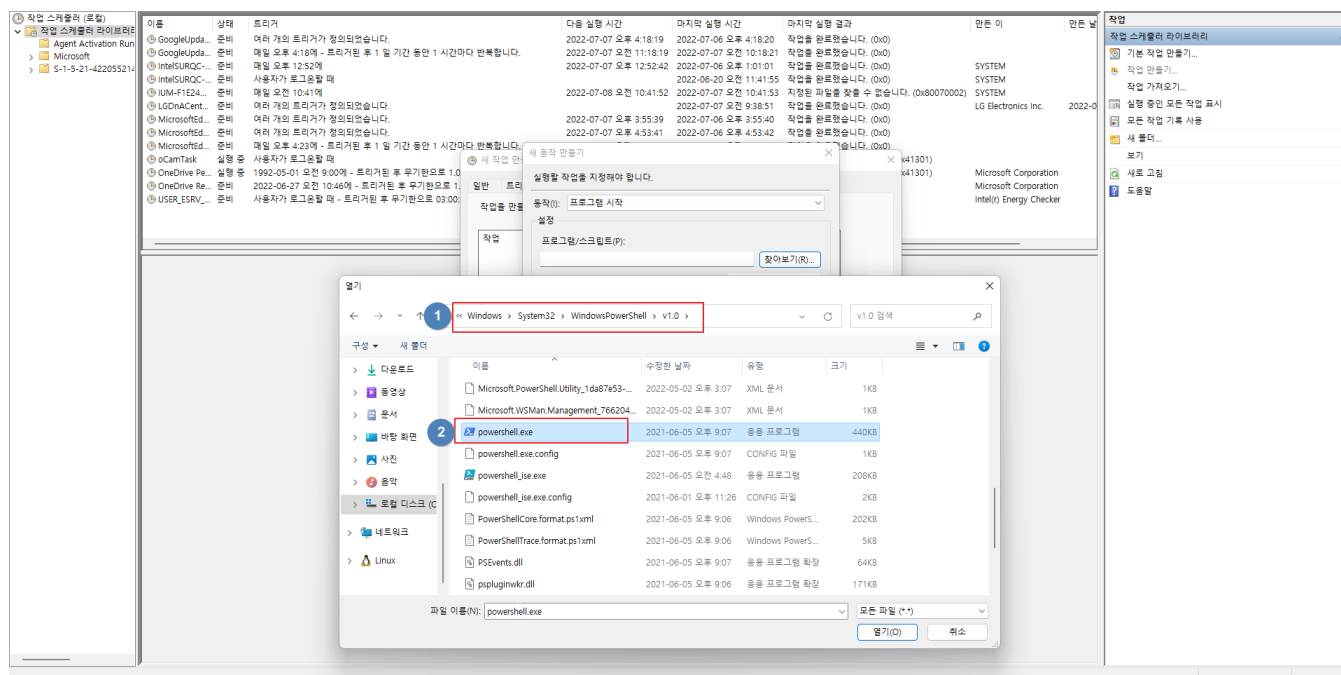 작업 스케줄러 (로컬)
작업 스케줄러 라이브러리
Agent Activation Run
Microsoft
S-1-5-21-422055214
이름 상태 트리거 다음 실행 시간 마지막 실행 시간 마지막 실행 결과 만든 이 만든 날
GoogleUpda... 준비 여러 개의 트리거가 정의되었습니다. 2022-07-07 오후 4:18:19 2022-07-06 오후 4:18:20 작업을 완료했습니다. (0x0)
GoogleUpda... 준비 매일 오후 4:18에 - 트리거된 후 1 일 기간 동안 1 시간마다 반복합니다. 2022-07-07 오전 11:18:19 2022-07-07 오전 10:18:21 작업을 완료했습니다. (0x0)
IntelSURQC-... 준비 매일 오후 12:52에 2022-07-07 오후 12:52:42 2022-07-06 오후 1:01:01 작업을 완료했습니다. (0x0) SYSTEM
IntelSURQC-... 준비 사용자가 로그온할 때 2022-06-20 오전 11:41:55 작업을 완료했습니다. (0x0) SYSTEM
IUM-F1E24... 준비 매일 오전 10:41에 2022-07-08 오전 10:41:52 2022-07-07 오전 10:41:53 지정된 파일을 찾을 수 없습니다. (0x80070002) SYSTEM
LGDnACent... 준비 여러 개의 트리거가 정의되었습니다. 2022-07-07 오전 9:38:51 작업을 완료했습니다. (0x0) LG Electronics Inc. 2022-0
MicrosoftEd... 준비 여러 개의 트리거가 정의되었습니다. 2022-07-07 오후 3:55:39 2022-07-06 오후 3:55:40 작업을 완료했습니다. (0x0)
MicrosoftEd... 준비 여러 개의 트리거가 정의되었습니다. 2022-07-07 오후 4:53:41 2022-07-06 오후 4:53:42 작업을 완료했습니다. (0x0)
MicrosoftEd... 준비 매일 오후 4:23에 - 트리거된 후 1 일 기간 동안 1 시간마다 반복합니다. (0x0)
oCamTask 실행 중 사용자가 로그온할 때 x41301)
OneDrive Pe... 실행 중 1992-05-01 오전 9:00에 - 트리거된 후 무기한으로 1.0 x41301) Microsoft Corporation
OneDrive Re... 준비 2022-06-27 오전 10:46에 - 트리거된 후 무기한으로 1. Microsoft Corporation
USER_ESRV_... 준비 사용자가 로그온할 때 - 트리거된 후 무기한으로 03:00: Intel(r) Energy Checker
작업
작업 스케줄러 라이브러리
기본 작업 만들기...
작업 만들기...
작업 가져오기...
실행 중인 모든 작업 표시
모든 작업 기록 사용
새 폴더...
보기
새로 고침
도움말
새 작업 만
일반 트리
작업을 만들
작업
새 동작 만들기
실행할 작업을 지정해야 합니다.
동작(I): 프로그램 시작
설정
프로그램/스크립트(P):
찾아보기(R)...
열기
1
« Windows › System32 › WindowsPowerShell › v1.0 ›
v1.0 검색
구성 새 폴더
다운로드
동영상
문서
바탕 화면
사진
음악
로컬 디스크 (C
네트워크
Linux
이름 수정한 날짜 유형 크기
Microsoft.PowerShell.Utility_1da87e53-... 2022-05-02 오후 3:07 XML 문서 1KB
Microsoft.WSMan.Management_766204... 2022-05-02 오후 3:07 XML 문서 1KB
2
powershell.exe 2021-06-05 오후 9:07 응용 프로그램 440KB
powershell.exe.config 2021-06-05 오후 9:07 CONFIG 파일 1KB
powershell_ise.exe 2021-06-05 오전 4:48 응용 프로그램 208KB
powershell_ise.exe.config 2021-06-01 오후 11:26 CONFIG 파일 2KB
PowerShellCore.format.ps1xml 2021-06-05 오후 9:06 Windows PowerS... 202KB
PowerShellTrace.format.ps1xml 2021-06-05 오후 9:06 Windows PowerS... 5KB
PSEvents.dll 2021-06-05 오후 9:07 응용 프로그램 확장 64KB
pspluginwkr.dll 2021-06-05 오후 9:06 응용 프로그램 확장 171KB
파일 이름(N): powershell.exe 모든 파일 (*.*)
열기(O) 취소